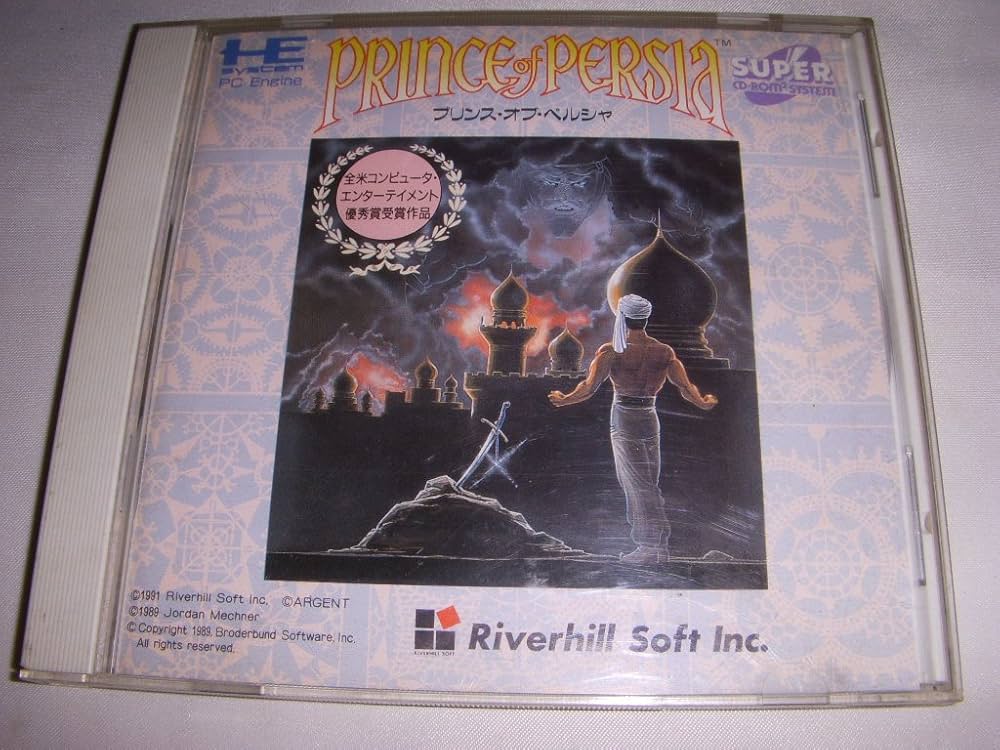 HE
system
PC Engine
PRINCE of PERSIA™
プリンス・オブ・ペルシャ
SUPER
CD-ROM² SYSTEM
全米コンピュータ・
エンターテイメント
優秀賞受賞作品
©1991 Riverhill Soft Inc. ©ARGENT
©1989 Jordan Mechner
© Copyright 1989, Broderbund Software, Inc.
All rights reserved.
RIVERHILL SOFT
Riverhill Soft Inc.